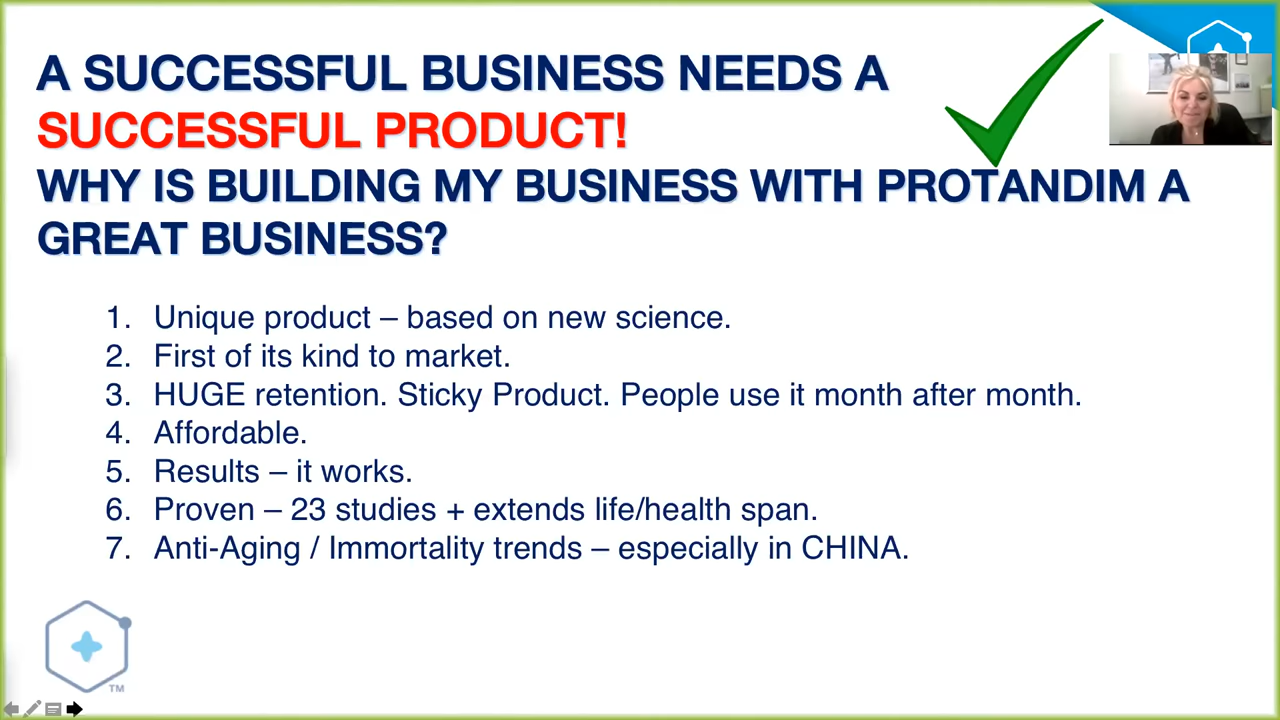 A SUCCESSFUL BUSINESS NEEDS A
SUCCESSFUL PRODUCT!
WHY IS BUILDING MY BUSINESS WITH PROTANDIM A
GREAT BUSINESS?
1. Unique product – based on new science.
2. First of its kind to market.
3. HUGE retention. Sticky Product. People use it month after month.
4. Affordable.
5. Results – it works.
6. Proven – 23 studies + extends life/health span.
7. Anti-Aging / Immortality trends – especially in CHINA.
TM